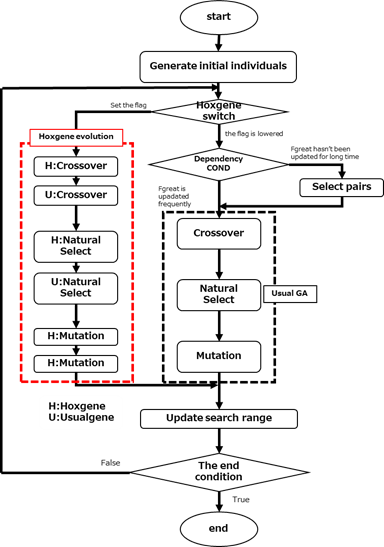 start
Generate initial individuals
Set the flag
Hoxgene
switch
the flag is lowered
Hoxgene evolution
Dependency
COND
Fgreat hasn't been
updated for long time
Select pairs
Fgreat is
upadated
frequently
H:Crossover
U:Crossover
H:Natural
Select
U:Natural
Select
H:Mutation
H:Mutation
Crossover
Natural
Select
Mutation
Usual GA
H:Hoxgene
U:Usualgene
Update search range
False
The end
condition
True
end